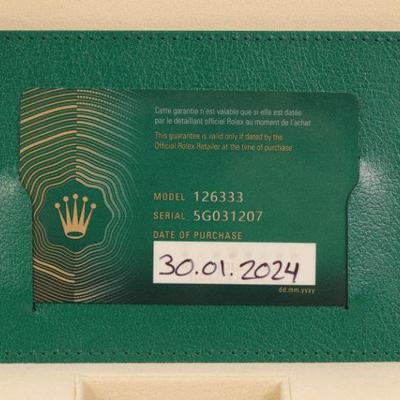 Cette garantie n'est valable que si elle est datée
par le détaillant officiel Rolex au moment de l'achat
This guarantee is valid only if dated by the
Official Rolex Retailer at the time of purchase
MODEL 126333
SERIAL 5G031207
DATE OF PURCHASE
30.01.2024
dd.mm.yyyy